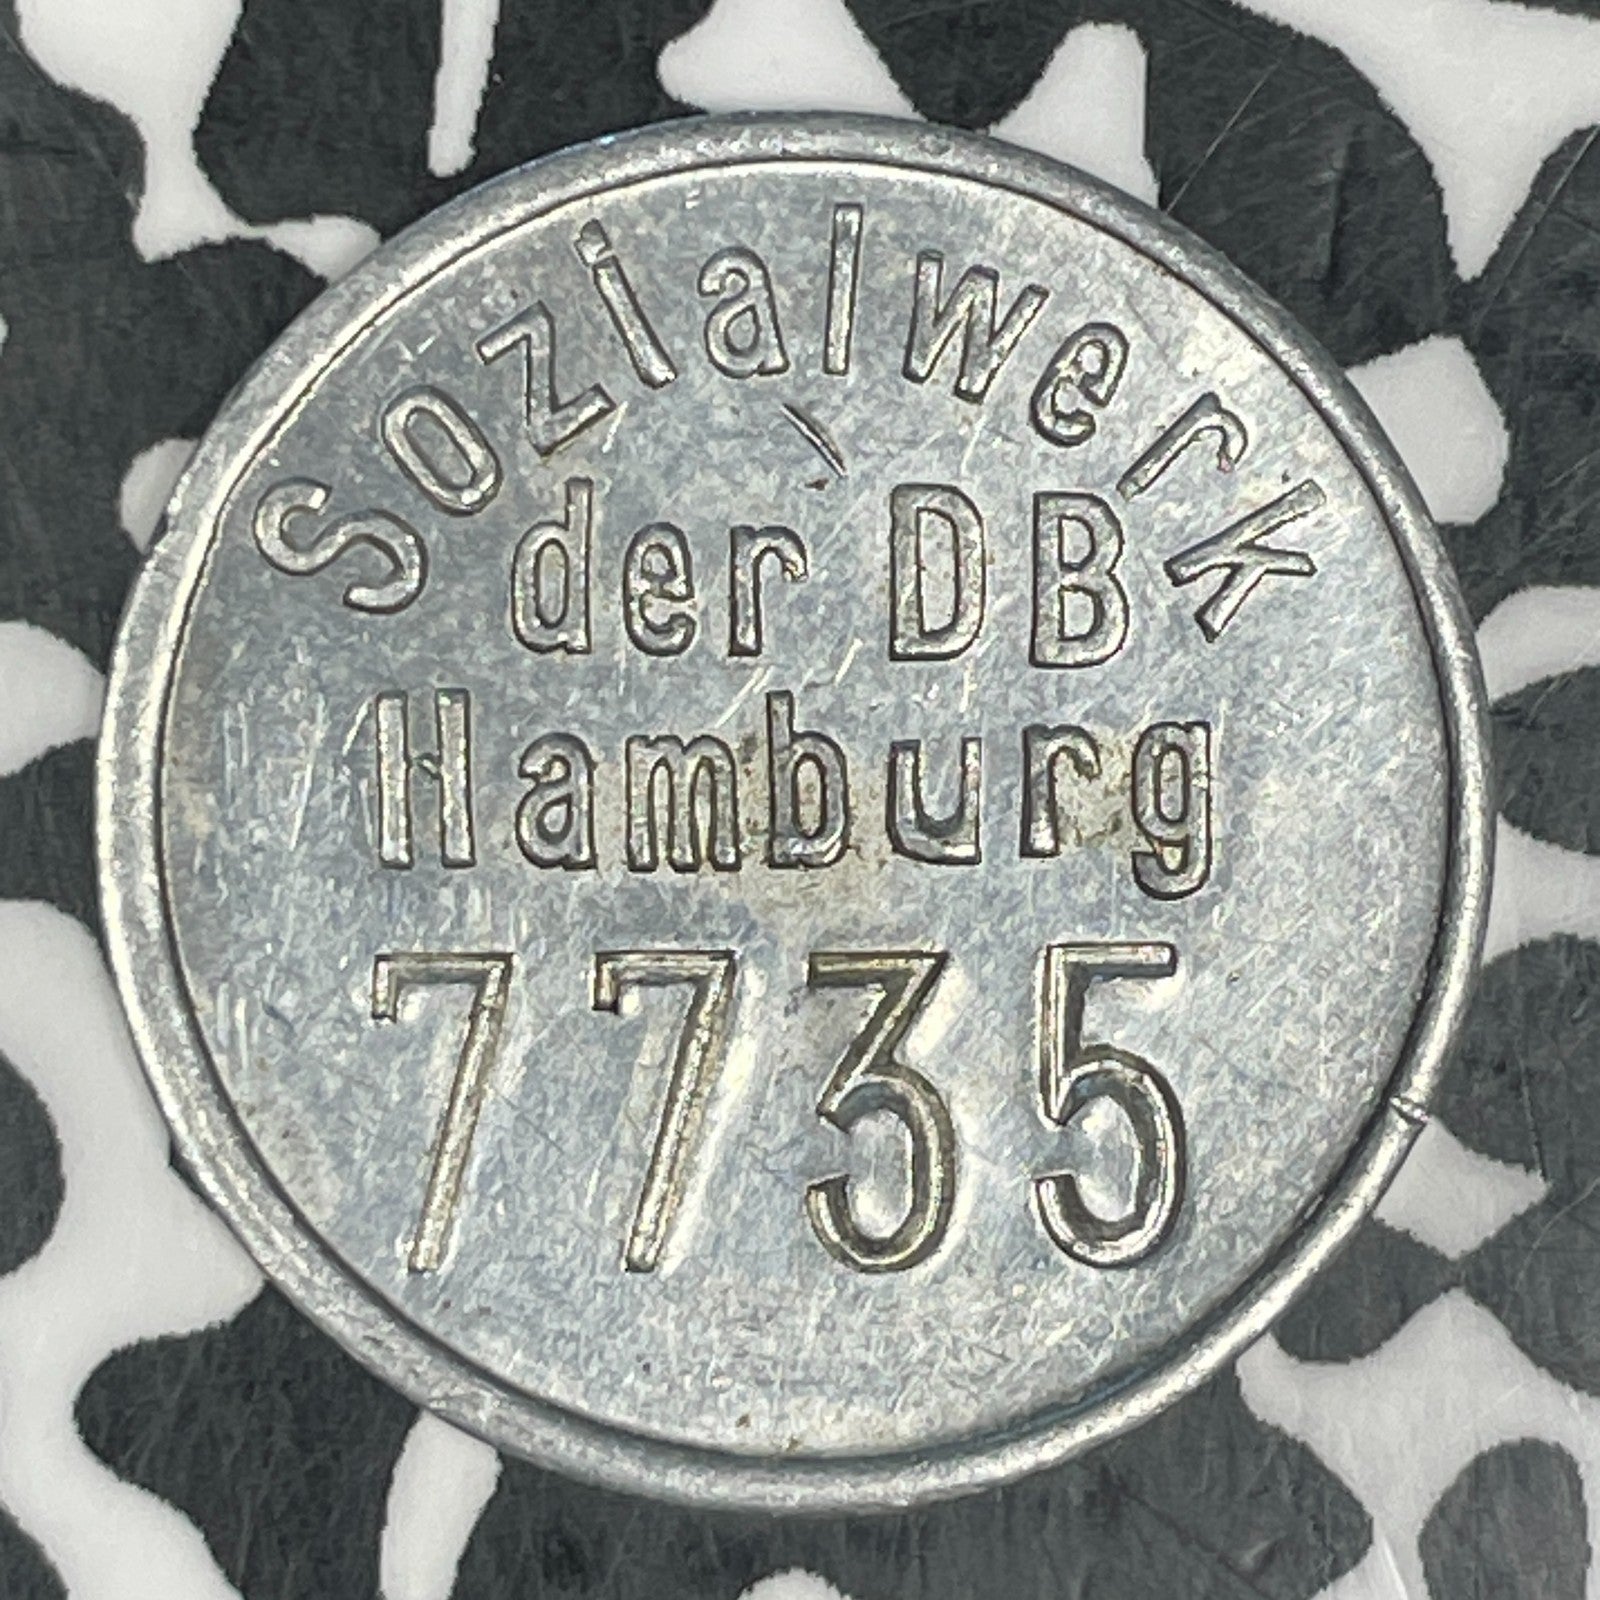 Sozialwerk
der DB
Hamburg
7735